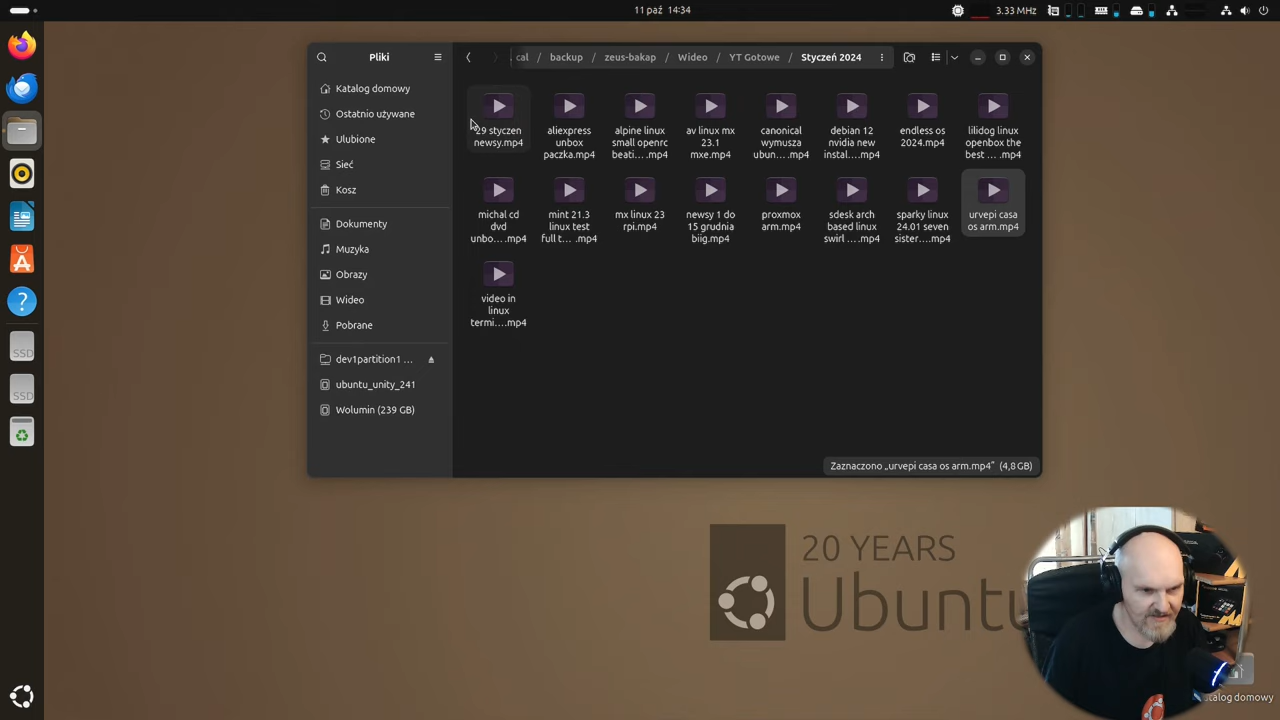 11 paź 14:34
3.33 MHz
Pliki
cal / backup / zeus-bakap / Wideo / YT Gotowe / Styczeń 2024
Katalog domowy
Ostatnio używane
Ulubione
Sieć
Kosz
Dokumenty
Muzyka
Obrazy
Wideo
Pobrane
dev1partition1 ...
ubuntu_unity_241
Wolumin (239 GB)
29 styczen
newsy.mp4
aliexpress
unbox
paczka.mp4
alpine linux
small openrc
beati... .mp4
av linux mx
23.1
mxe.mp4
canonical
wymusza
ubun....mp4
debian 12
nvidia new
instal....mp4
endless os
2024.mp4
lilidog linux
openbox the
best ... .mp4
michal cd
dvd
unbo....mp4
mint 21.3
linux test
full t... .mp4
mx linux 23
rpi.mp4
newsy 1 do
15 grudnia
biig.mp4
proxmox
arm.mp4
sdesk arch
based linux
swirl ....mp4
sparky linux
24.01 seven
sister....mp4
urvepi casa
os arm.mp4
video in
linux
termi....mp4
Zaznaczono „urvepi casa os arm.mp4” (4,8 GB)
SSD
SSD
20 YEARS
Ubuntu
talog domowy